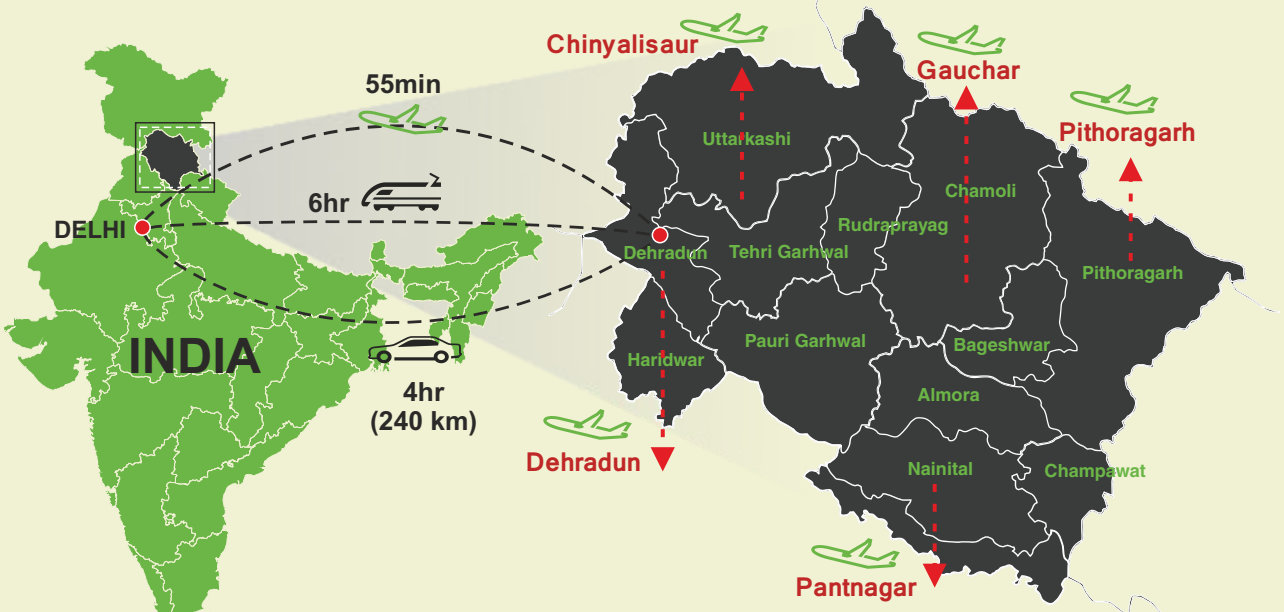 55min
6hr
DELHI
INDIA
4hr
(240 km)
Chinyalisaur
Gauchar
Pithoragarh
Uttarkashi
Chamoli
Rudraprayag
Dehradun
Tehri Garhwal
Pithoragarh
Haridwar
Pauri Garhwal
Bageshwar
Almora
Dehradun
Nainital
Champawat
Pantnagar